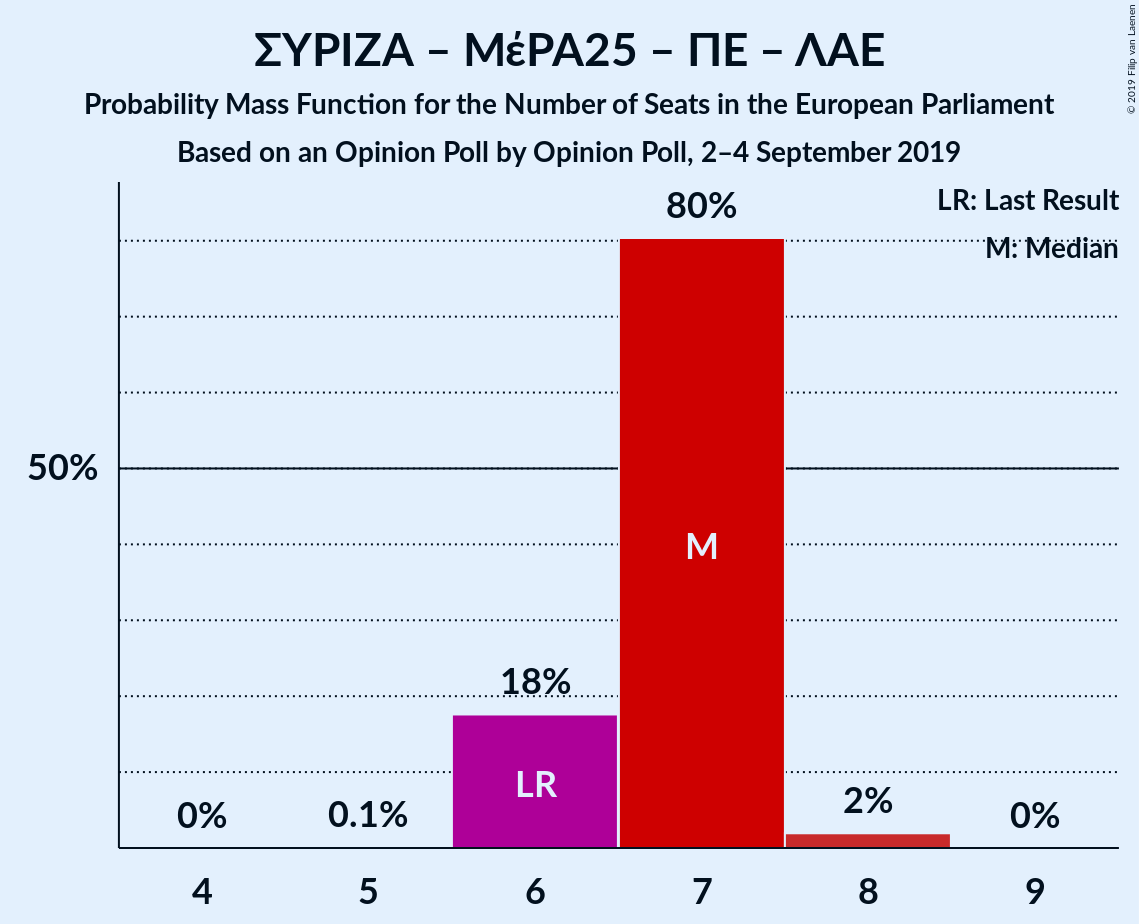 ΣΥΡΙΖΑ – ΜέΡΑ25 – ΠΕ – ΛΑΕ
Probability Mass Function for the Number of Seats in the European Parliament
Based on an Opinion Poll by Opinion Poll, 2–4 September 2019
© 2019 Filip van Laenen
LR: Last Result
M: Median
80%
50%
M
18%
LR
0%
0.1%
2%
0%
4
5
6
7
8
9